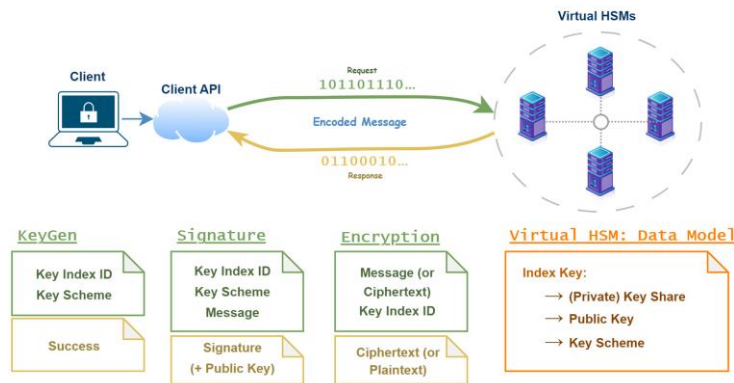 Virtual HSMs
Client
Client API
Request
101101110...
Encoded Message
01100010...
Response
KeyGen
Key Index ID
Key Scheme
Success
Signature
Key Index ID
Key Scheme
Message
Signature
(+ Public Key)
Encryption
Message (or
Ciphertext)
Key Index ID
Ciphertext (or
Plaintext)
Virtual HSM: Data Model
Index Key:
→ (Private) Key Share
→ Public Key
→ Key Scheme